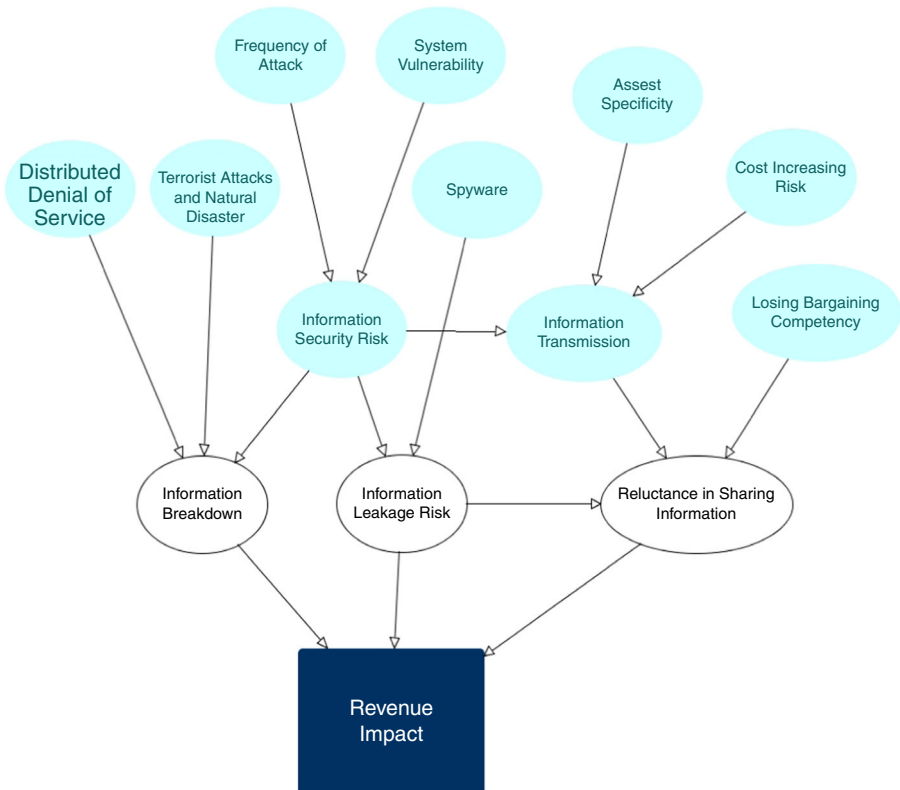 Frequency of
Attack
System
Vulnerability
Assest
Specificity
Distributed
Denial of
Service
Terrorist Attacks
and Natural
Disaster
Spyware
Cost Increasing
Risk
Information
Security Risk
Information
Transmission
Losing Bargaining
Competency
Information
Breakdown
Information
Leakage Risk
Reluctance in Sharing
Information
Revenue
Impact